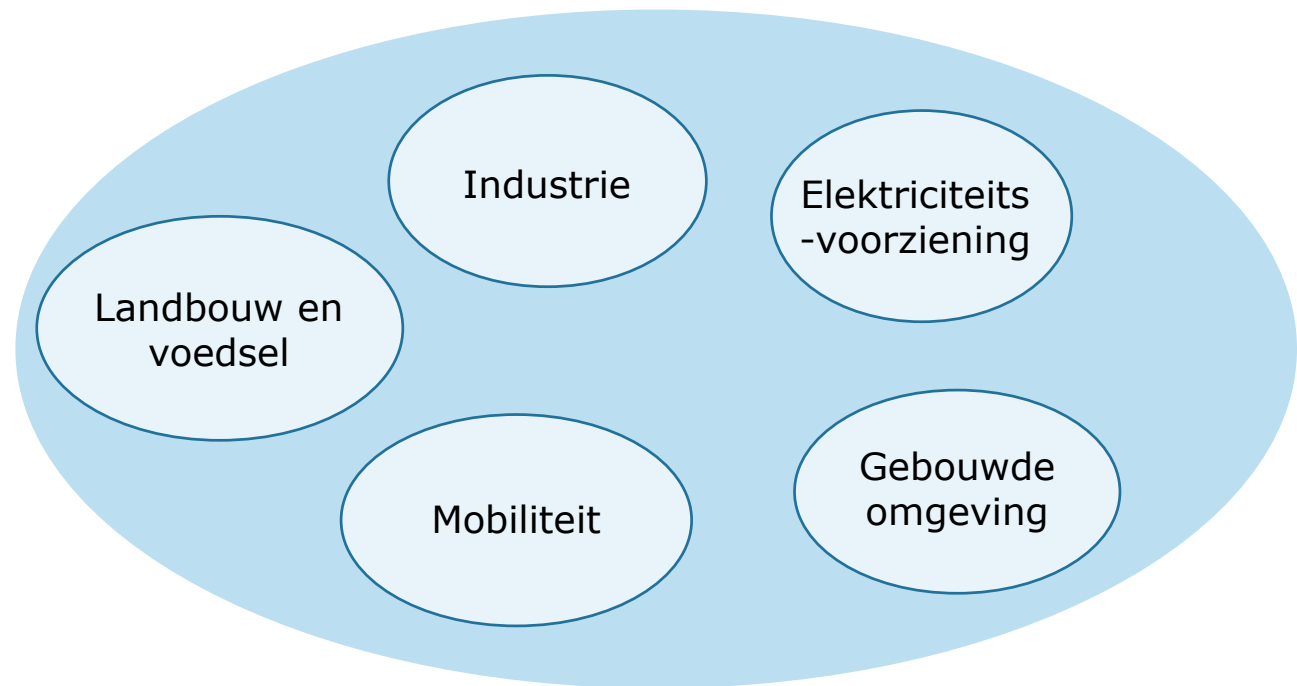 Industrie
Elektriciteits
-voorziening
Landbouw en
voedsel
Mobiliteit
Gebouwde
omgeving